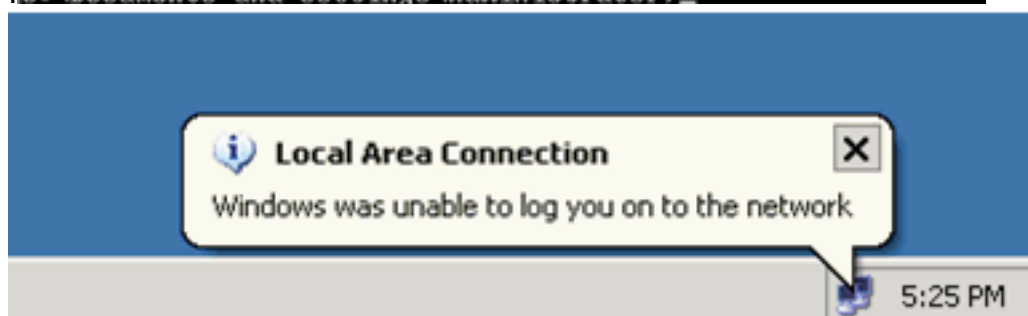 Local Area Connection
Windows was unable to log you on to the network
5:25 PM